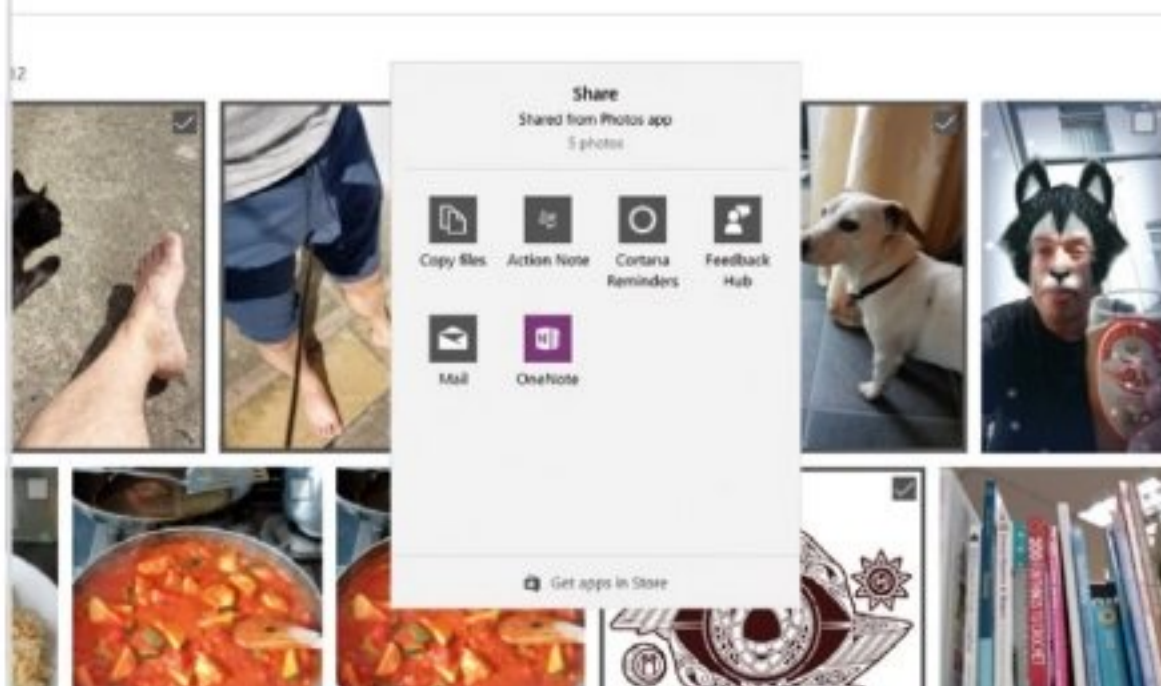 12
Share
Shared from Photos app
5 photos
Copy files
Action Note
Cortana
Reminders
Feedback
Hub
Mail
OneNote
Get apps in Store